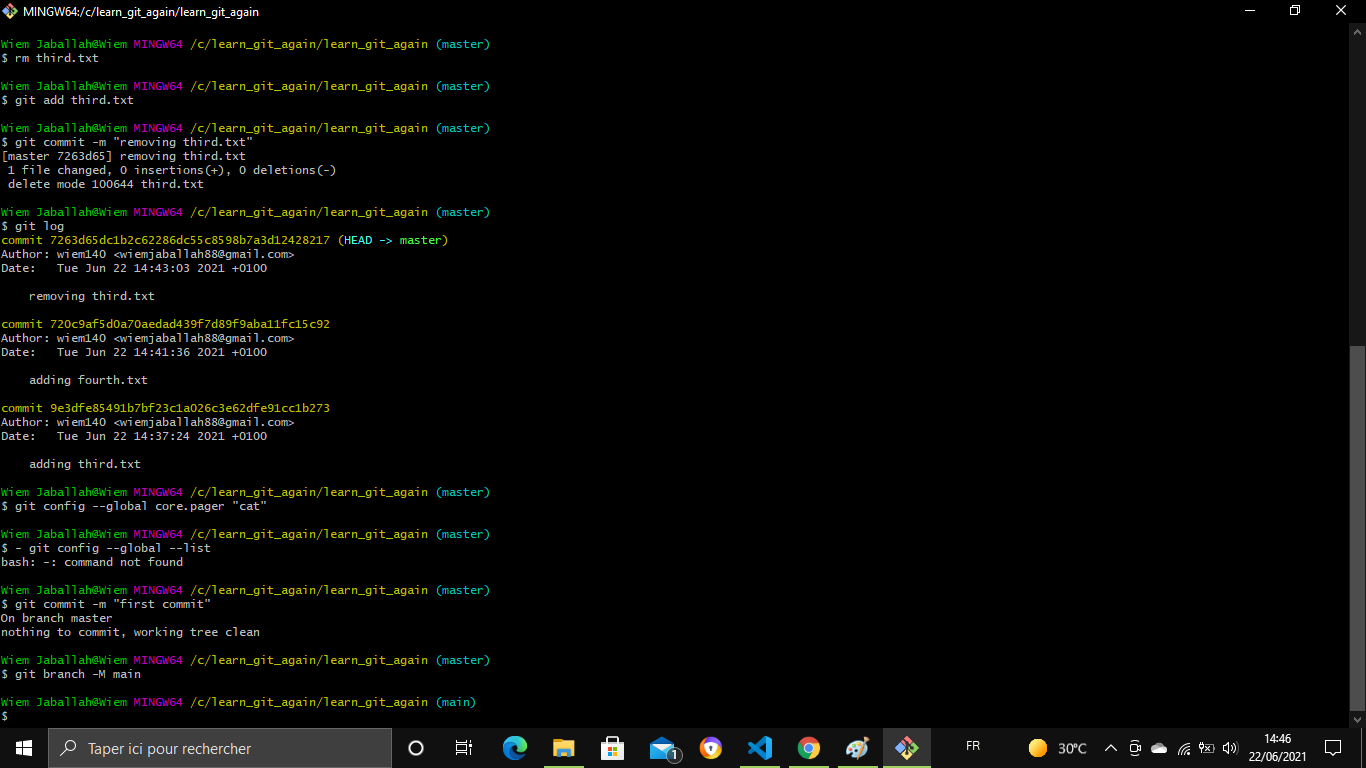 MINGW64:/c/learn_git_again/learn_git_again
Wiem Jaballah@Wiem MINGW64 /c/learn_git_again/learn_git_again (master)
$ rm third.txt
Wiem Jaballah@Wiem MINGW64 /c/learn_git_again/learn_git_again (master)
$ git add third.txt
Wiem Jaballah@Wiem MINGW64 /c/learn_git_again/learn_git_again (master)
$ git commit -m "removing third.txt"
[master 7263d65] removing third.txt
 1 file changed, 0 insertions(+), 0 deletions(-)
 delete mode 100644 third.txt
Wiem Jaballah@Wiem MINGW64 /c/learn_git_again/learn_git_again (master)
$ git log
commit 7263d65dc1b2c62286dc55c8598b7a3d12428217 (HEAD -> master)
Author: wiem140 <wiemjaballah88@gmail.com>
Date:   Tue Jun 22 14:43:03 2021 +0100
    removing third.txt
commit 720c9af5d0a70aedad439f7d89f9aba11fc15c92
Author: wiem140 <wiemjaballah88@gmail.com>
Date:   Tue Jun 22 14:41:36 2021 +0100
    adding fourth.txt
commit 9e3dfe85491b7bf23c1a026c3e62dfe91cc1b273
Author: wiem140 <wiemjaballah88@gmail.com>
Date:   Tue Jun 22 14:37:24 2021 +0100
    adding third.txt
Wiem Jaballah@Wiem MINGW64 /c/learn_git_again/learn_git_again (master)
$ git config --global core.pager "cat"
Wiem Jaballah@Wiem MINGW64 /c/learn_git_again/learn_git_again (master)
$ - git config --global --list
bash: -: command not found
Wiem Jaballah@Wiem MINGW64 /c/learn_git_again/learn_git_again (master)
$ git commit -m "first commit"
On branch master
nothing to commit, working tree clean
Wiem Jaballah@Wiem MINGW64 /c/learn_git_again/learn_git_again (master)
$ git branch -M main
Wiem Jaballah@Wiem MINGW64 /c/learn_git_again/learn_git_again (main)
$
Taper ici pour rechercher
1
FR
30°C
14:46
22/06/2021